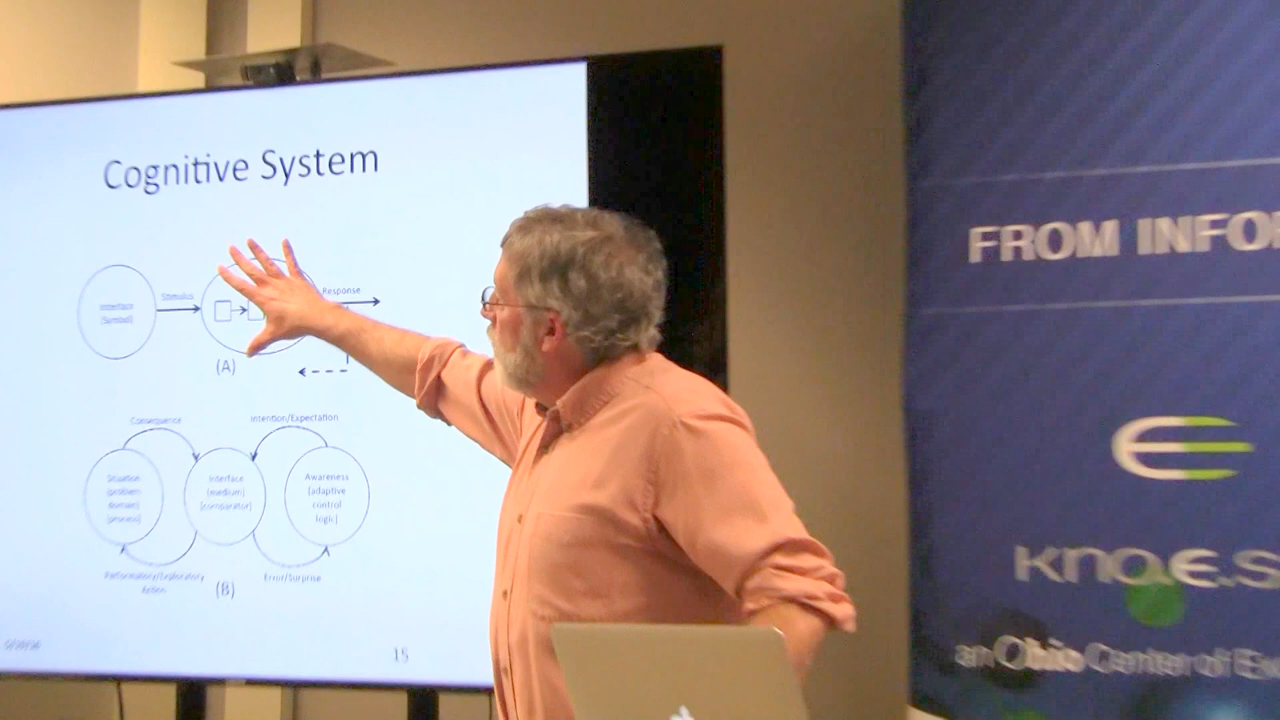 Cognitive System
Interface
(Symbol)
Stimulus
Response
(A)
Consequence
Intention/Expectation
Situation
(problem
domain)
(process)
Interface
(medium)
[comparator]
Awareness
[adaptive
control
logic]
Performatory/Exploratory
Action
Error/Surprise
(B)
15
FROM INFO
kno.e.s
an Ohio Center of Ex